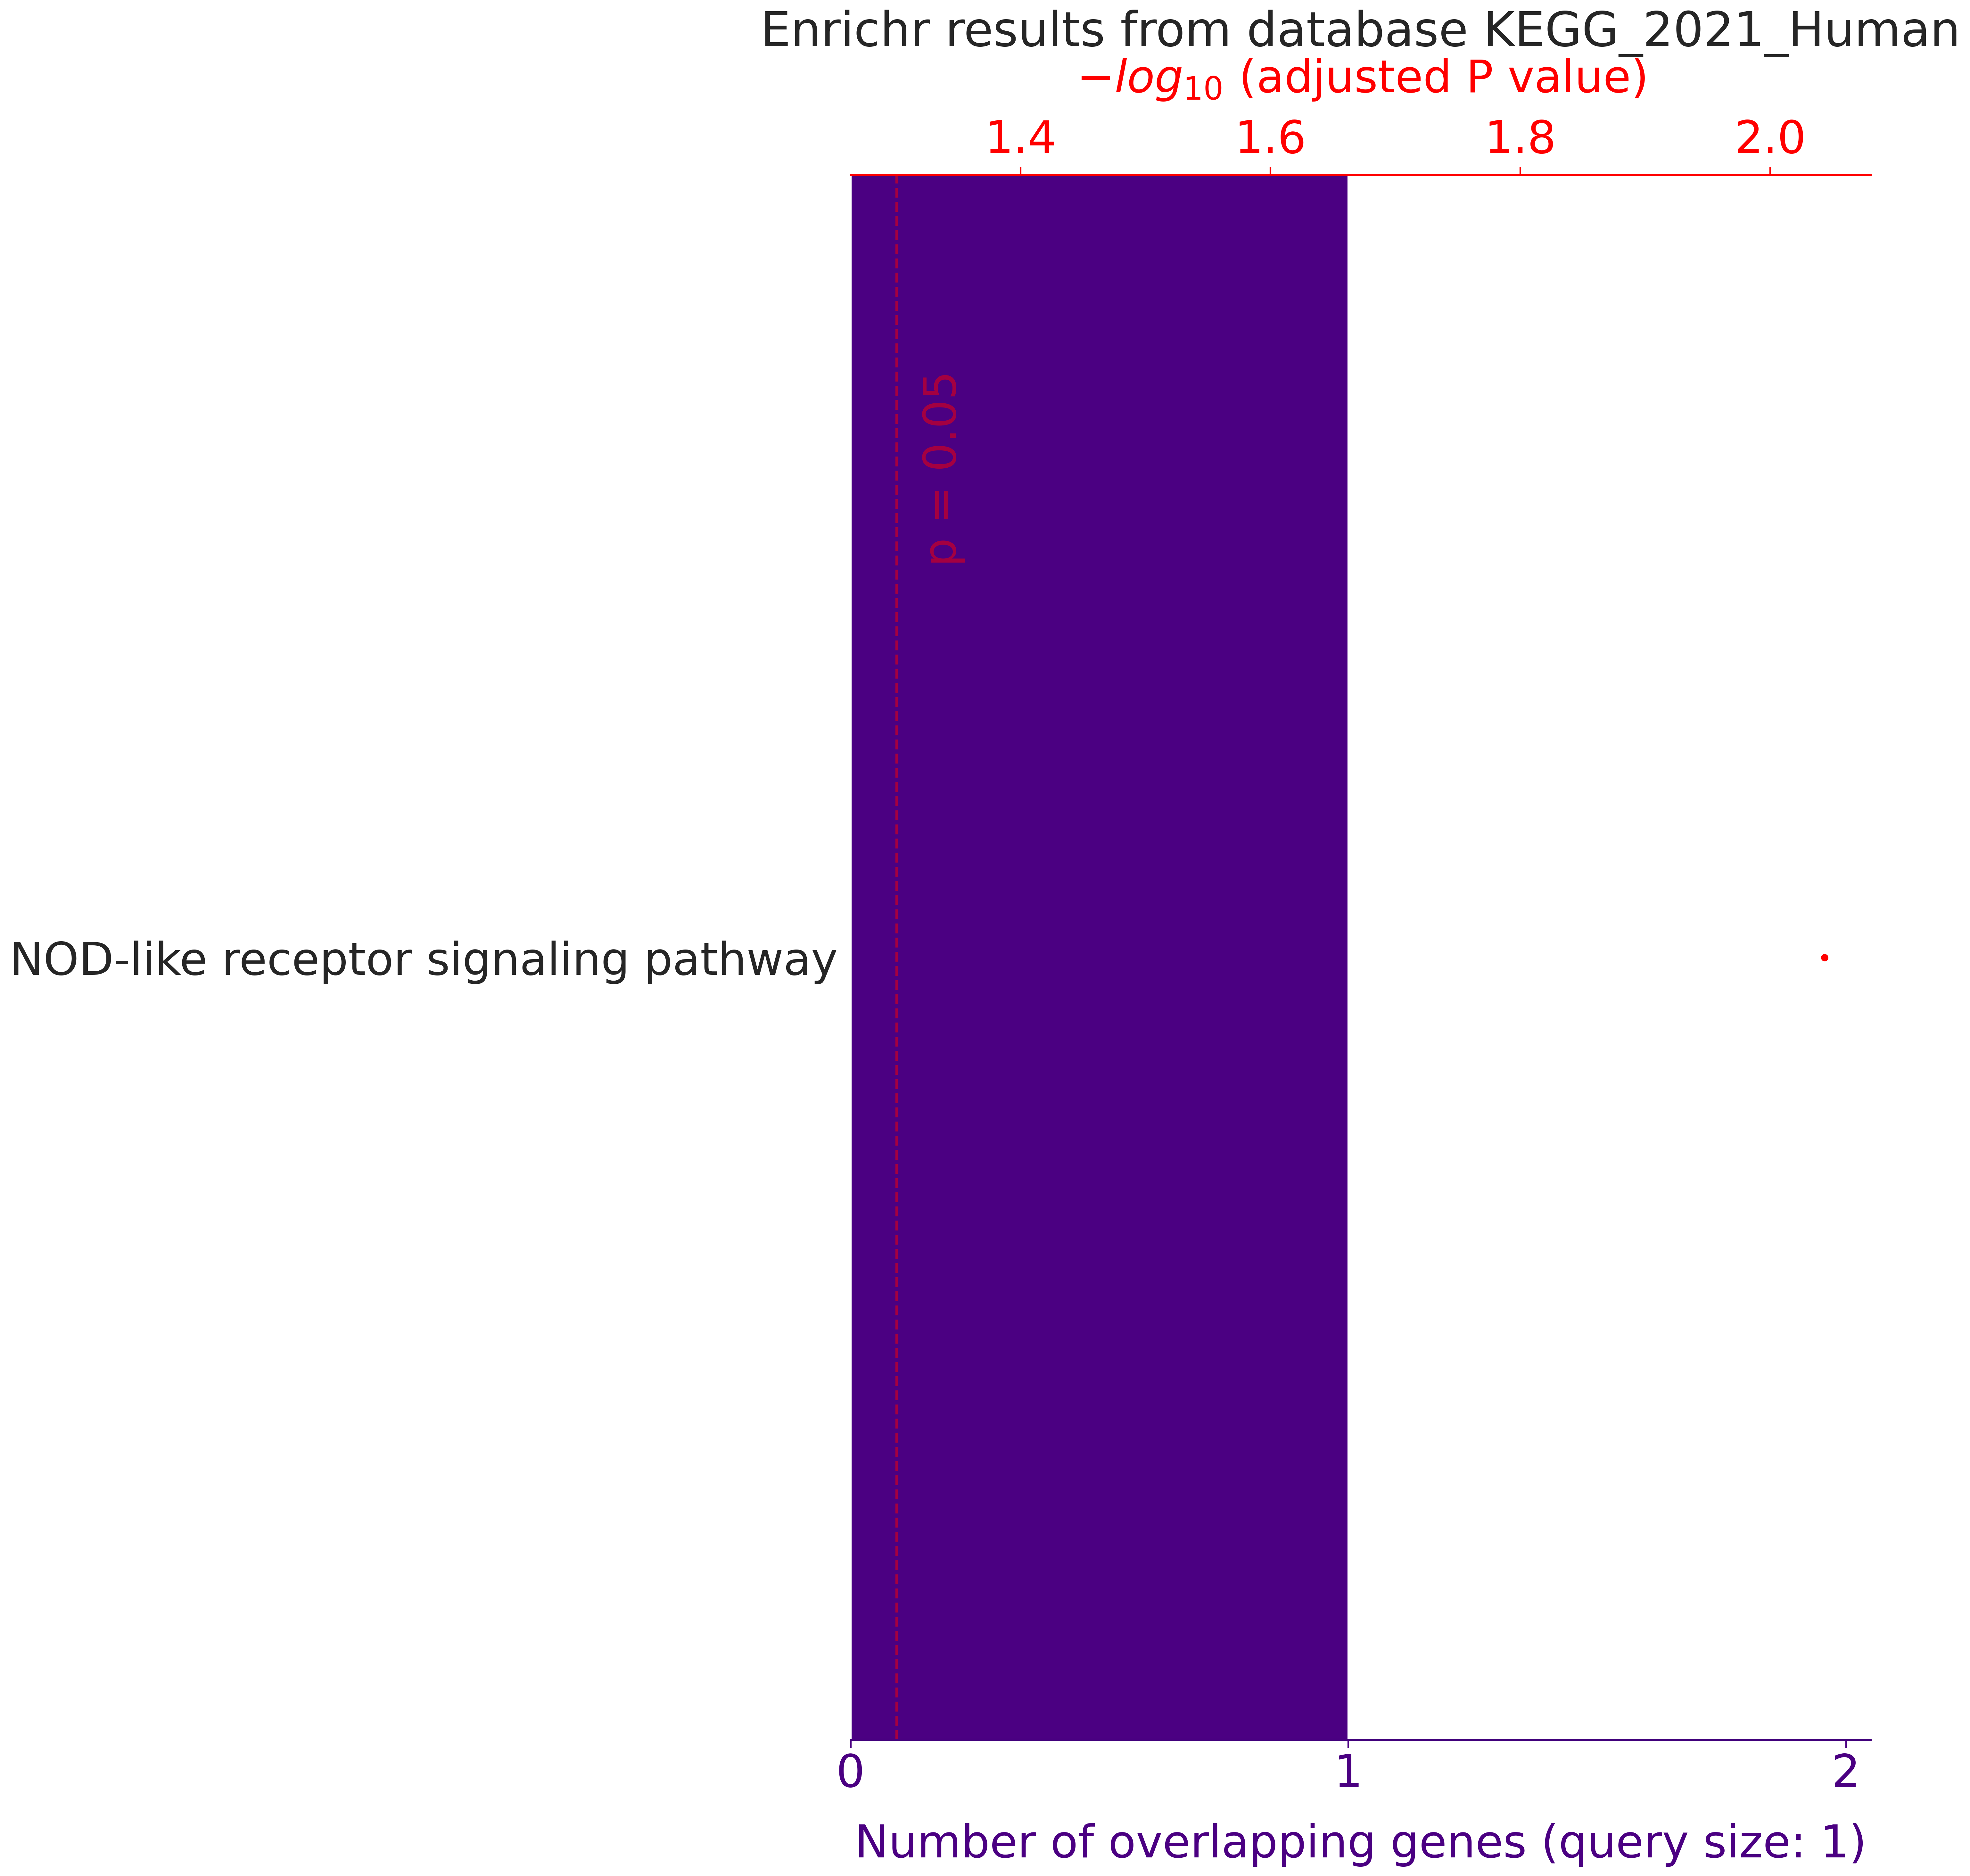 Enrichr results from database KEGG_2021_Human
−log₁₀ (adjusted P value)
1.4 1.6 1.8 2.0
p = 0.05
NOD-like receptor signaling pathway
0 1 2
Number of overlapping genes (query size: 1)